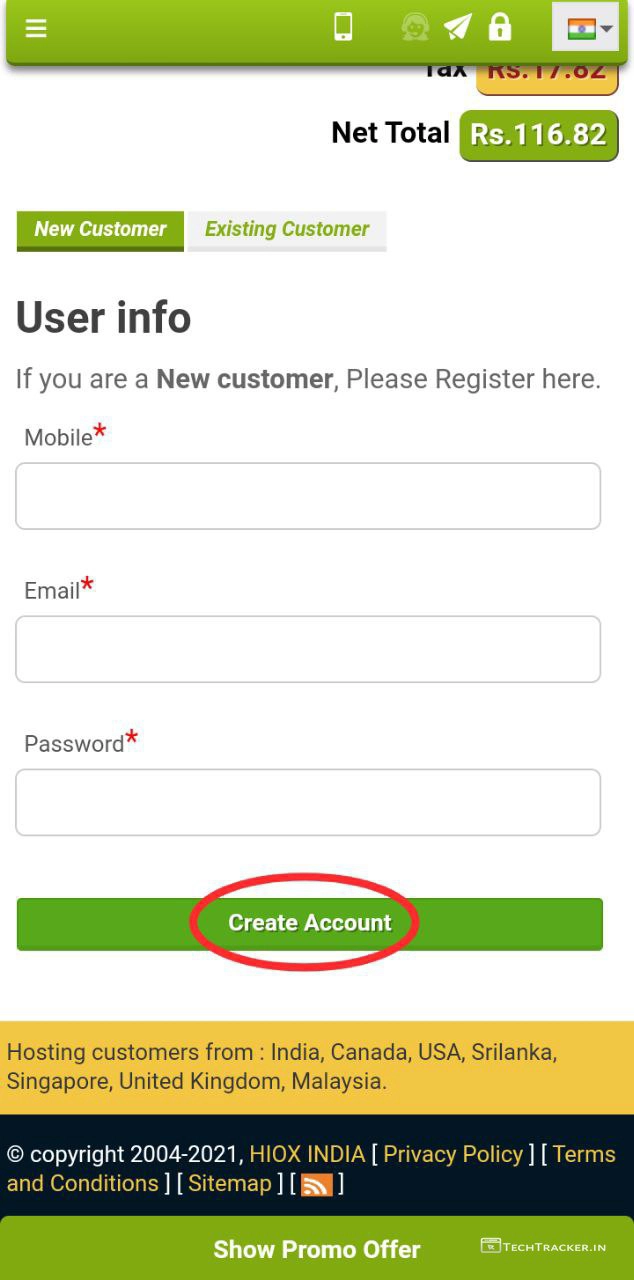 Tax Rs.17.82
Net Total Rs.116.82
New Customer Existing Customer
User info
If you are a New customer, Please Register here.
Mobile*
Email*
Password*
Create Account
Hosting customers from : India, Canada, USA, Srilanka,
Singapore, United Kingdom, Malaysia.
© copyright 2004-2021, HIOX INDIA [ Privacy Policy ] [ Terms
and Conditions ] [ Sitemap ] [ ]
Show Promo Offer
TechTracker.in